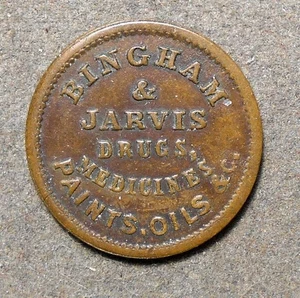 BINGHAM
&
JARVIS
DRUGS,
MEDICINES,
PAINTS, OILS &C.